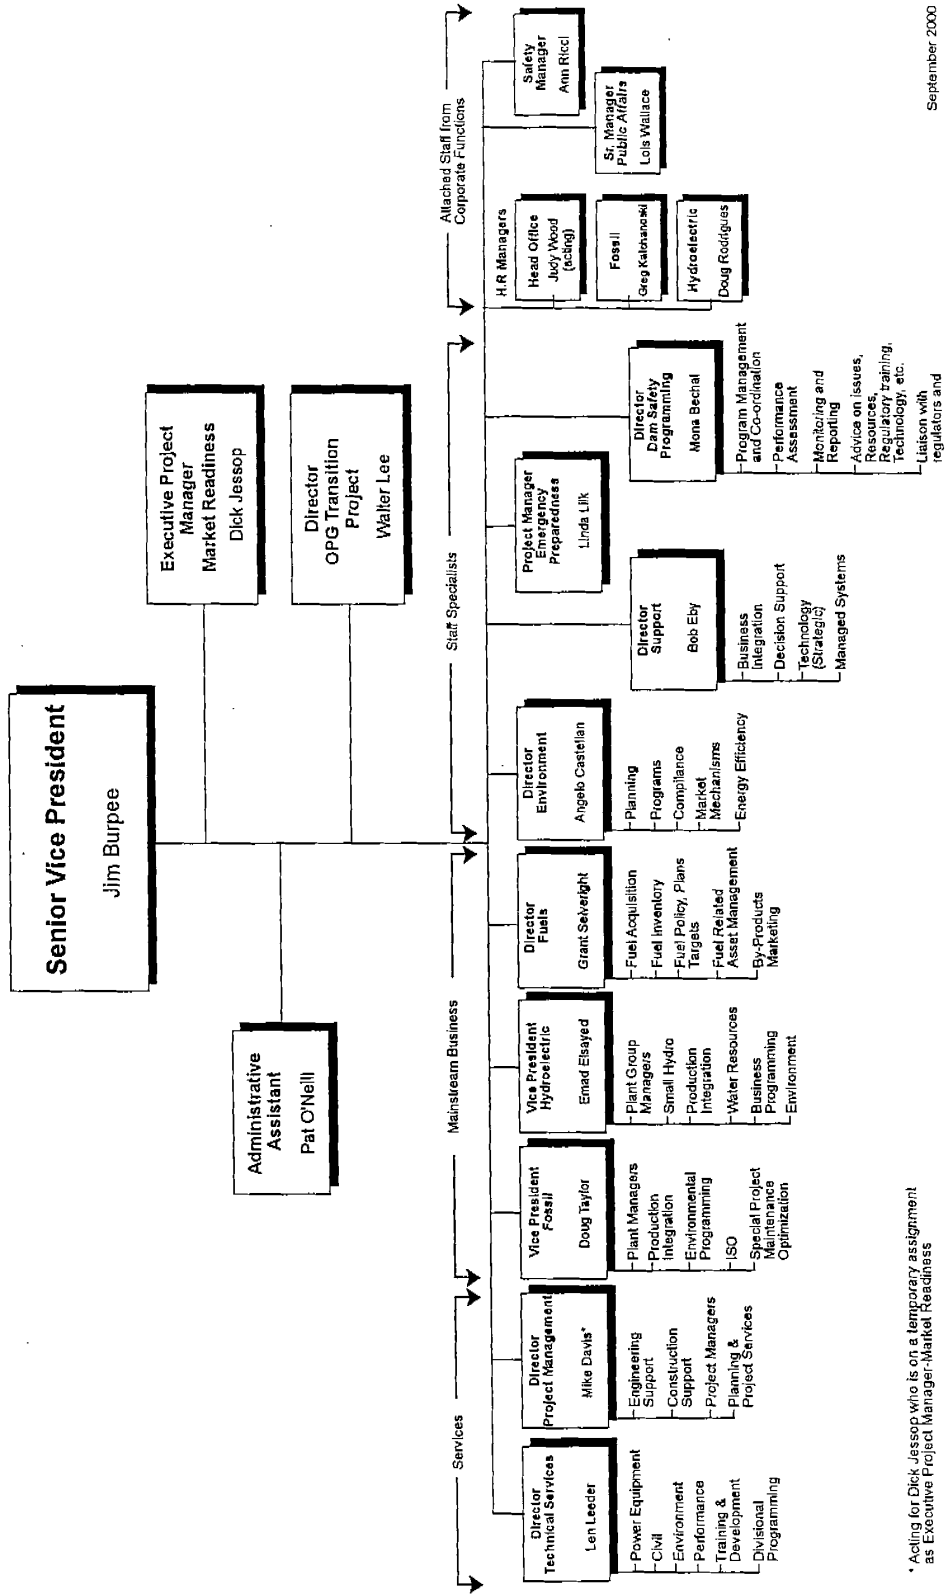 Senior Vice President
Jim Burpee
Executive Project
Manager
Market Readiness
Dick Jessop
Administrative
Assistant
Pat O'Neill
Director
OPG Transition
Project
Walter Lee
Services
Mainstream Business
Staff Specialists
Attached Staff from
Corporate Functions
Director
Technical Services
Len Leeder
Power Equipment
Civil
Environment
Performance
Training &
Development
Divisional
Programming
Director
Project Management
Mike Davis*
Engineering
Support
Construction
Support
Project Managers
Planning &
Project Services
Vice President
Fossil
Doug Taylor
Plant Managers
Production
Integration
Environmental
Programming
ISO
Special Project
Maintenance
Optimization
Vice President
Hydroelectric
Emad Elsayed
Plant Group
Managers
Small Hydro
Production
Integration
Water Resources
Business
Programming
Environment
Director
Fuels
Grant Seiveright
Fuel Acquisition
Fuel Inventory
Fuel Policy, Plans
Targets
Fuel Related
Asset Management
By-Products
Marketing
Director
Environment
Angelo Castellan
Planning
Programs
Compliance
Market
Mechanisms
Energy Efficiency
Director
Support
Bob Eby
Business
Integration
Decision Support
Technology
(Strategic)
Managed Systems
Project Manager
Emergency
Preparedness
Linda
Director
Dam Safety
Programming
Mona Bechai
Program Management
and Co-ordination
Performance
Assessment
Monitoring and
Reporting
Advice on issues,
Resources,
Regulatory training,
Technology, etc.
Liaison with
regulators and
H.R Managers
Head Office
Judy Wood
(acting)
Fossil
Greg
Hydroelectric
Doug Rodrigues
Sr. Manager
Public Affairs
Lois Wallace
Safety
Manager
Ann Ricci
* Acting for Dick Jessop who is on a temporary assignment
as Executive Project Manager-Market Readiness
September 2000